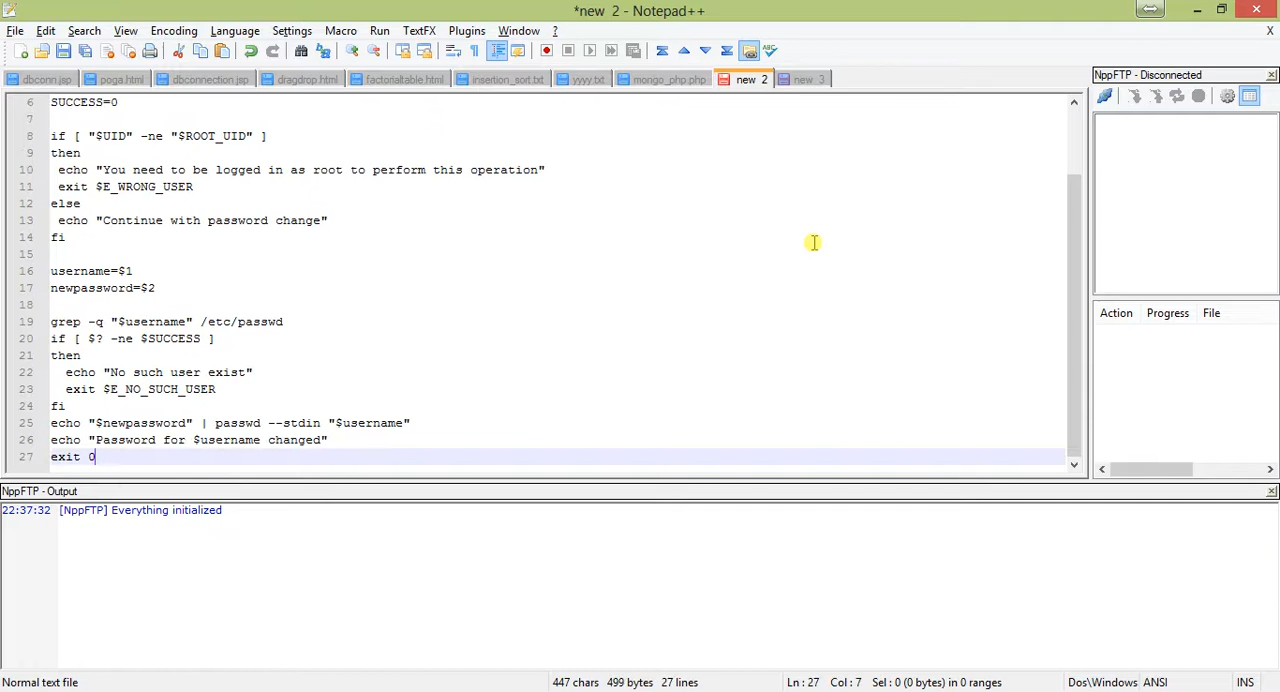 *new 2 - Notepad++
File Edit Search View Encoding Language Settings Macro Run TextFX Plugins Window ? X
dbconn.jsp poga.html dbconnection.jsp dragdrop.html factorialtable.html insertion_sort.txt yyyy.txt mongo_php.php new 2 new 3
NppFTP - Disconnected
6 SUCCESS=0
7
8 if [ "$UID" -ne "$ROOT_UID" ]
9 then
10 echo "You need to be logged in as root to perform this operation"
11 exit $E_WRONG_USER
12 else
13 echo "Continue with password change"
14 fi
15
16 username=$1
17 newpassword=$2
18
19 grep -q "$username" /etc/passwd
20 if [ $? -ne $SUCCESS ]
21 then
22 echo "No such user exist"
23 exit $E_NO_SUCH_USER
24 fi
25 echo "$newpassword" | passwd --stdin "$username"
26 echo "Password for $username changed"
27 exit 0
Action Progress File
NppFTP - Output
22:37:32 [NppFTP] Everything initialized
Normal text file 447 chars 499 bytes 27 lines Ln : 27 Col : 7 Sel : 0 (0 bytes) in 0 ranges Dos\Windows ANSI INS